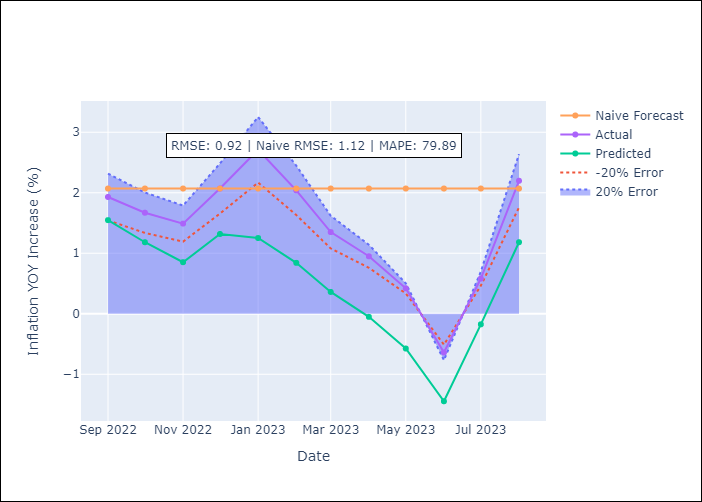 Naive Forecast
Actual
Predicted
-20% Error
20% Error
RMSE: 0.92 | Naive RMSE: 1.12 | MAPE: 79.89
Inflation YOY Increase (%)
3
2
1
0
−1
Sep 2022 Nov 2022 Jan 2023 Mar 2023 May 2023 Jul 2023
Date